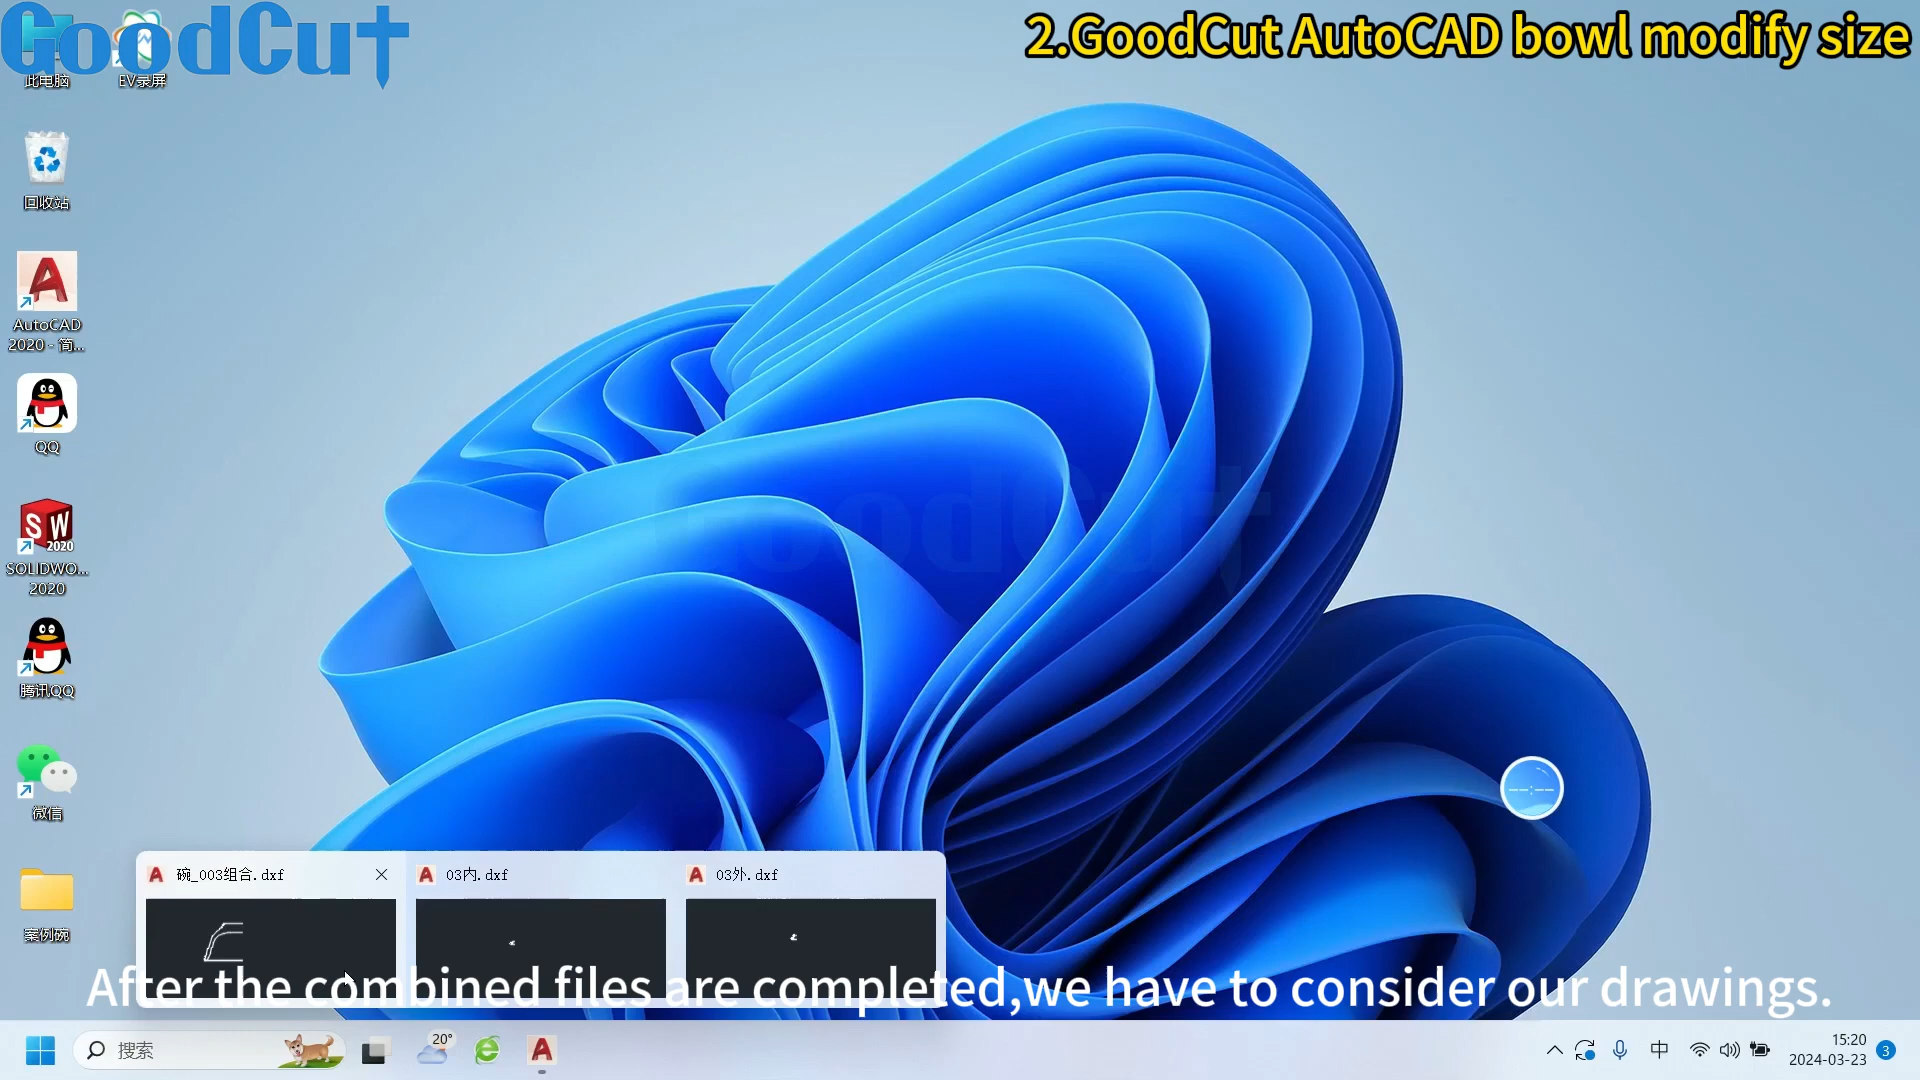 GoodCut
2.GoodCut AutoCAD bowl modify size
此电脑
EV录屏
回收站
AutoCAD
2020 - 简...
QQ
SW
2020
SOLIDWO...
2020
腾讯QQ
微信
案例碗
GoodCut
--:--
碗_003组合.dxf
03内.dxf
03外.dxf
After the combined files are completed,we have to consider our drawings.
搜索
20°
中
15:20
2024-03-23
3